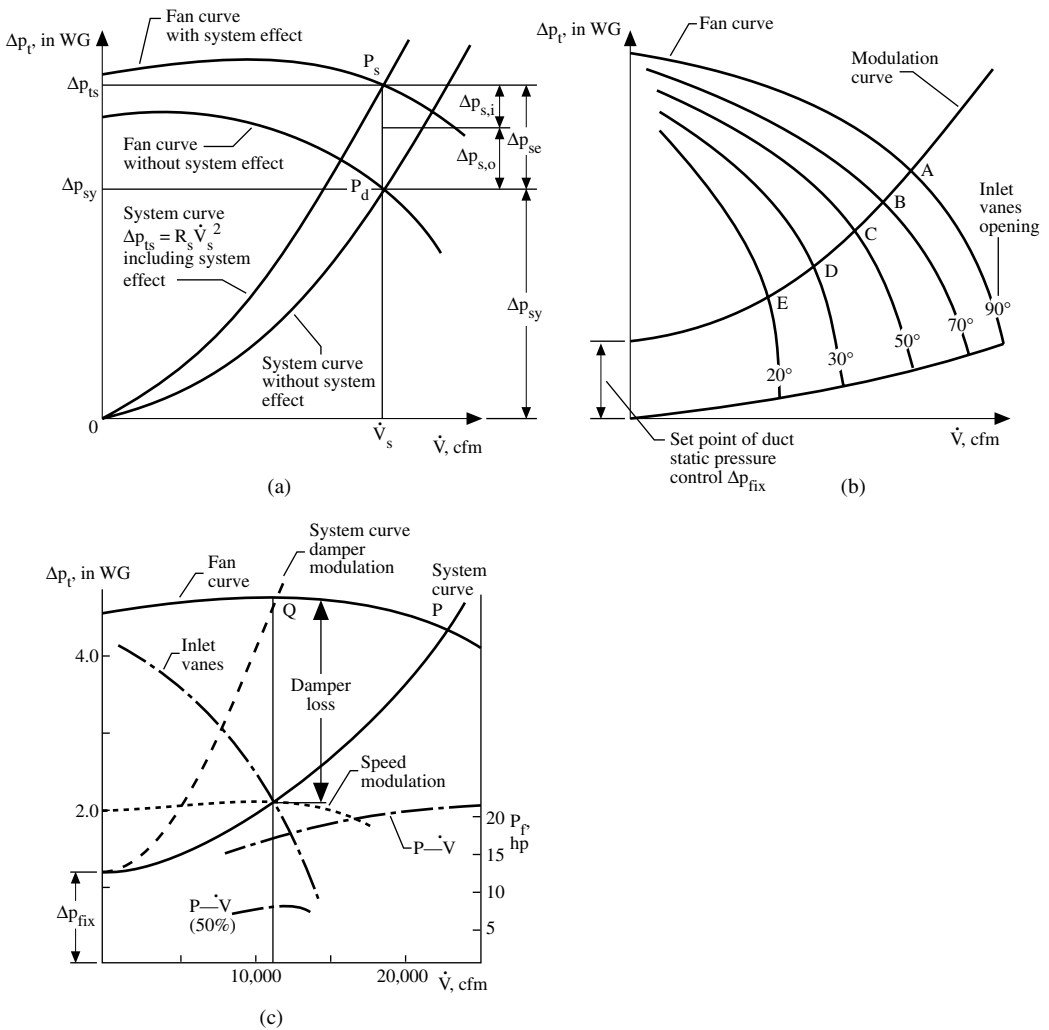 Δp_t, in WG
Fan curve
with system effect
P_s
Δp_ts
Δp_s,i
Δp_se
Δp_s,o
Fan curve
without system effect
Δp_sy
P_d
System curve
Δp_ts = R_s V̇_s²
including system
effect
Δp_sy
System curve
without system
effect
0
V̇_s
V̇, cfm
(a)
Δp_t, in WG
Fan curve
Modulation
curve
A
B
C
D
E
Inlet
vanes
opening
90°
70°
50°
30°
20°
Set point of duct
static pressure
control Δp_fix
V̇, cfm
(b)
Δp_t, in WG
Fan
curve
System curve
damper
modulation
System
curve
Q
P
4.0
Inlet
vanes
Damper
loss
Speed
modulation
2.0
20
P_f,
hp
15
10
5
P—V̇
P—V̇
(50%)
Δp_fix
10,000
20,000
V̇, cfm
(c)